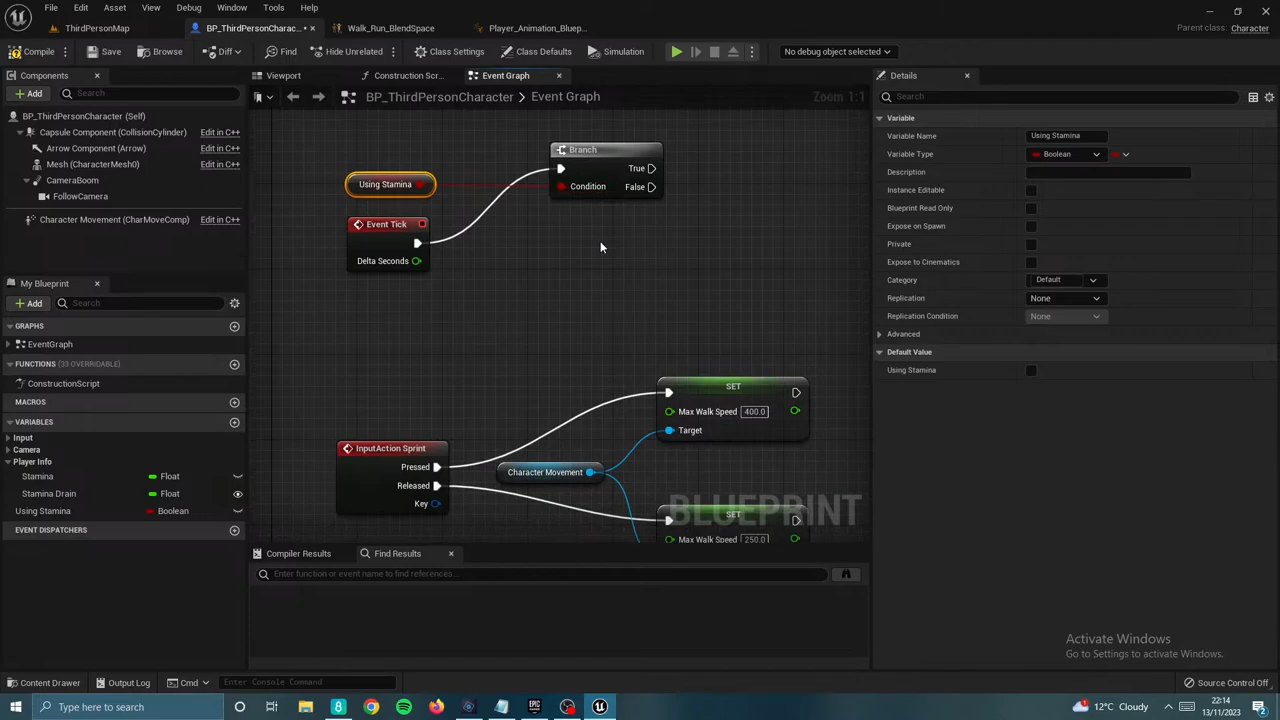 File Edit Asset View Debug Window Tools Help
ThirdPersonMap
BP_ThirdPersonCharac...•
Walk_Run_BlendSpace
Player_Animation_Bluep...
Parent class: Character
Compile
Save
Browse
Diff
Find
Hide Unrelated
Class Settings
Class Defaults
Simulation
No debug object selected
Components
Add
Search
BP_ThirdPersonCharacter (Self)
Capsule Component (CollisionCylinder) Edit in C++
Arrow Component (Arrow) Edit in C++
Mesh (CharacterMesh0) Edit in C++
CameraBoom
FollowCamera
Character Movement (CharMoveComp) Edit in C++
My Blueprint
Add
Search
GRAPHS
EventGraph
FUNCTIONS (33 OVERRIDABLE)
ConstructionScript
MACROS
VARIABLES
Input
Camera
Player Info
Stamina Float
Stamina Drain Float
Using Stamina Boolean
EVENT DISPATCHERS
Viewport
Construction Scr...
Event Graph
BP_ThirdPersonCharacter > Event Graph
Zoom 1:1
Branch
True
Condition False
Using Stamina
Event Tick
Delta Seconds
SET
Max Walk Speed 400.0
Target
InputAction Sprint
Pressed
Released
Key
Character Movement
SET
Max Walk Speed 250.0
BLUEPRINT
Compiler Results
Find Results
Enter function or event name to find references...
Details
Search
Variable
Variable Name Using Stamina
Variable Type Boolean
Description
Instance Editable
Blueprint Read Only
Expose on Spawn
Private
Expose to Cinematics
Category Default
Replication None
Replication Condition None
Advanced
Default Value
Using Stamina
Activate Windows
Go to Settings to activate Windows.
Content Drawer
Output Log
Cmd
Enter Console Command
Source Control Off
Type here to search
12°C Cloudy
22:14
13/11/2023
2